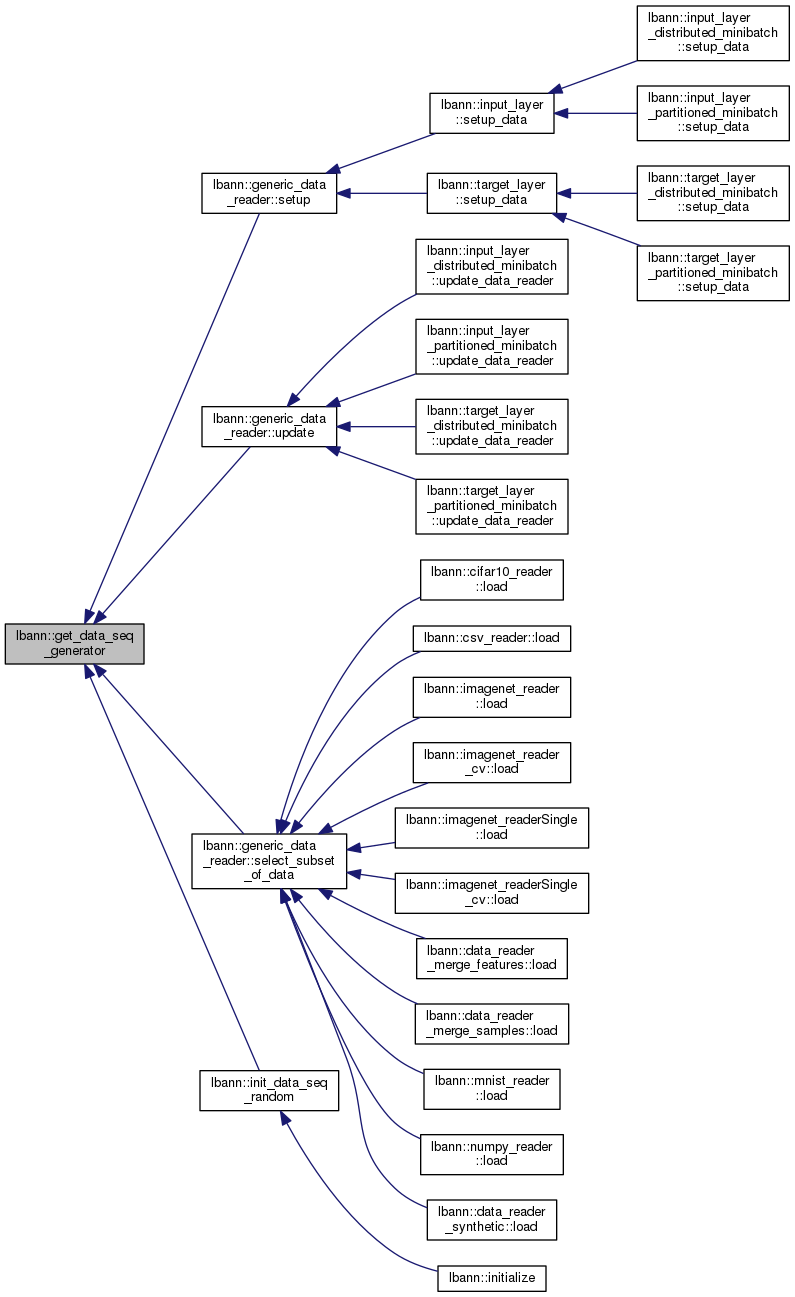 lbann::input_layer
_distributed_minibatch
::setup_data
lbann::input_layer
::setup_data
lbann::input_layer
_partitioned_minibatch
::setup_data
lbann::generic_data
_reader::setup
lbann::target_layer
::setup_data
lbann::target_layer
_distributed_minibatch
::setup_data
lbann::target_layer
_partitioned_minibatch
::setup_data
lbann::input_layer
_distributed_minibatch
::update_data_reader
lbann::input_layer
_partitioned_minibatch
::update_data_reader
lbann::generic_data
_reader::update
lbann::target_layer
_distributed_minibatch
::update_data_reader
lbann::target_layer
_partitioned_minibatch
::update_data_reader
lbann::cifar10_reader
::load
lbann::get_data_seq
_generator
lbann::csv_reader::load
lbann::imagenet_reader
::load
lbann::imagenet_reader
_cv::load
lbann::imagenet_readerSingle
::load
lbann::generic_data
_reader::select_subset
_of_data
lbann::imagenet_readerSingle
_cv::load
lbann::data_reader
_merge_features::load
lbann::data_reader
_merge_samples::load
lbann::init_data_seq
_random
lbann::mnist_reader
::load
lbann::numpy_reader
::load
lbann::data_reader
_synthetic::load
lbann::initialize